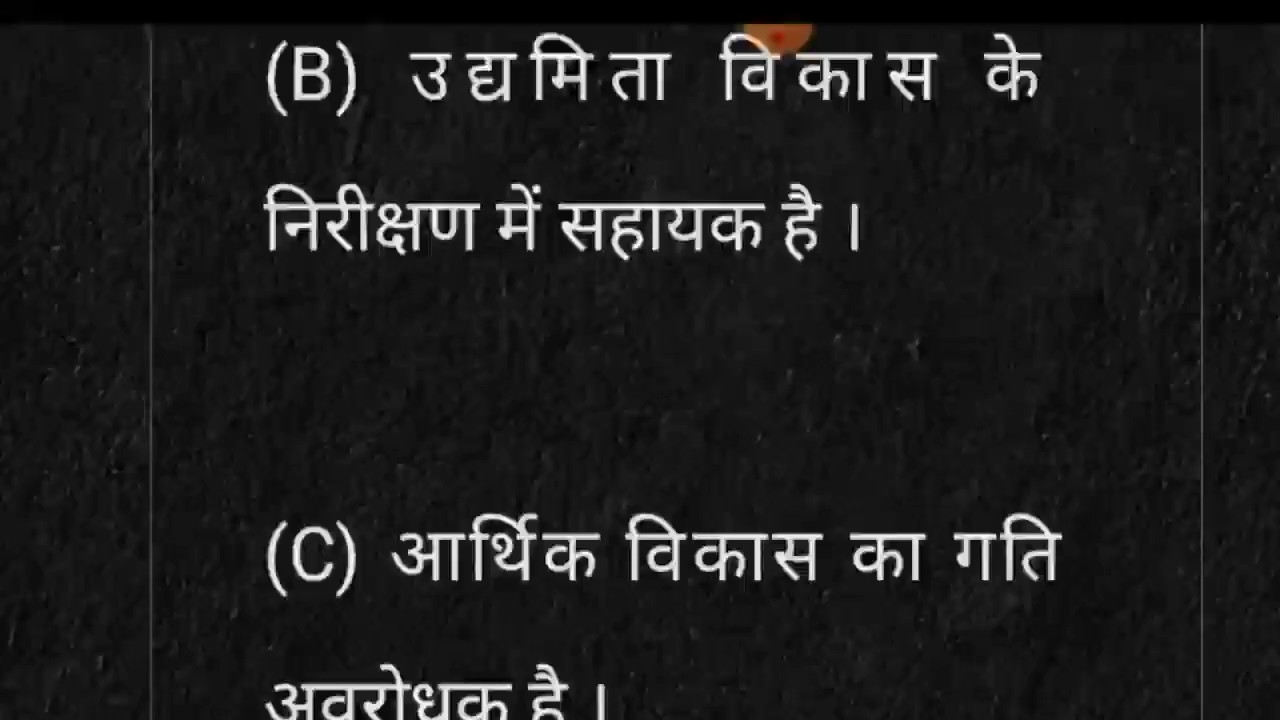 (B) उद्यमिता विकास के
निरीक्षण में सहायक है ।
(C) आर्थिक विकास का गति
अवरोधक है ।